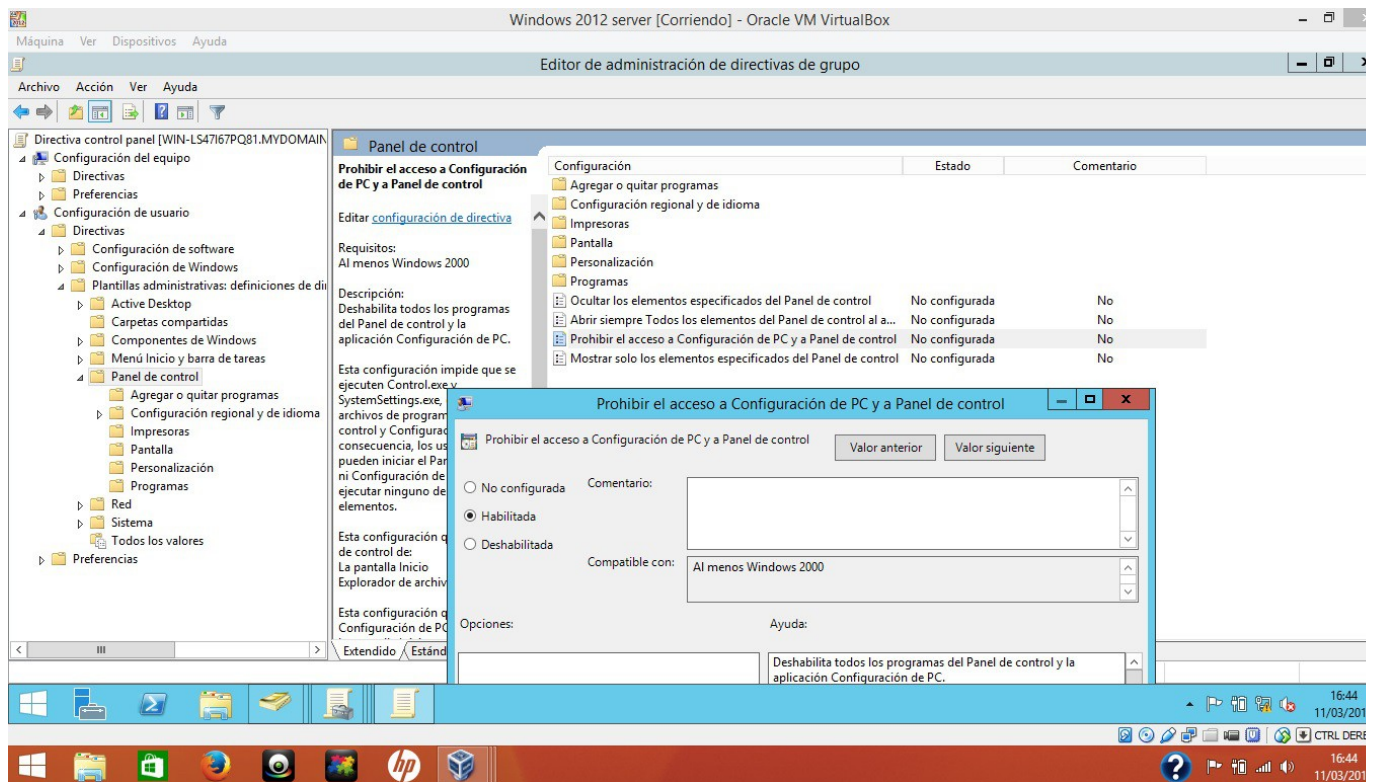 Windows 2012 server [Corriendo] - Oracle VM VirtualBox
Máquina Ver Dispositivos Ayuda
Editor de administración de directivas de grupo
Archivo Acción Ver Ayuda
Directiva control panel [WIN-LS47I67PQ81.MYDOMAIN
Configuración del equipo
Directivas
Preferencias
Configuración de usuario
Directivas
Configuración de software
Configuración de Windows
Plantillas administrativas: definiciones de dir
Active Desktop
Carpetas compartidas
Componentes de Windows
Menú Inicio y barra de tareas
Panel de control
Agregar o quitar programas
Configuración regional y de idioma
Impresoras
Pantalla
Personalización
Programas
Red
Sistema
Todos los valores
Preferencias
Panel de control
Prohibir el acceso a Configuración
de PC y a Panel de control
Editar configuración de directiva
Requisitos:
Al menos Windows 2000
Descripción:
Deshabilita todos los programas
del Panel de control y la
aplicación Configuración de PC.
Esta configuración impide que se
ejecuten Control.exe y
SystemSettings.exe,
archivos de program
control y Configurac
consecuencia, los us
pueden iniciar el Par
ni Configuración de
ejecutar ninguno de
elementos.
Esta configuración q
de control de:
La pantalla Inicio
Explorador de archiv
Esta configuración q
Configuración de PC
Extendido Estánd
Configuración Estado Comentario
Agregar o quitar programas
Configuración regional y de idioma
Impresoras
Pantalla
Personalización
Programas
Ocultar los elementos especificados del Panel de control No configurada No
Abrir siempre Todos los elementos del Panel de control al a... No configurada No
Prohibir el acceso a Configuración de PC y a Panel de control No configurada No
Mostrar solo los elementos especificados del Panel de control No configurada No
Prohibir el acceso a Configuración de PC y a Panel de control
Prohibir el acceso a Configuración de PC y a Panel de control
Valor anterior Valor siguiente
No configurada
Habilitada
Deshabilitada
Comentario:
Compatible con: Al menos Windows 2000
Opciones: Ayuda:
Deshabilita todos los programas del Panel de control y la
aplicación Configuración de PC.
16:44
11/03/201
CTRL DERE
hp
16:44
11/03/201